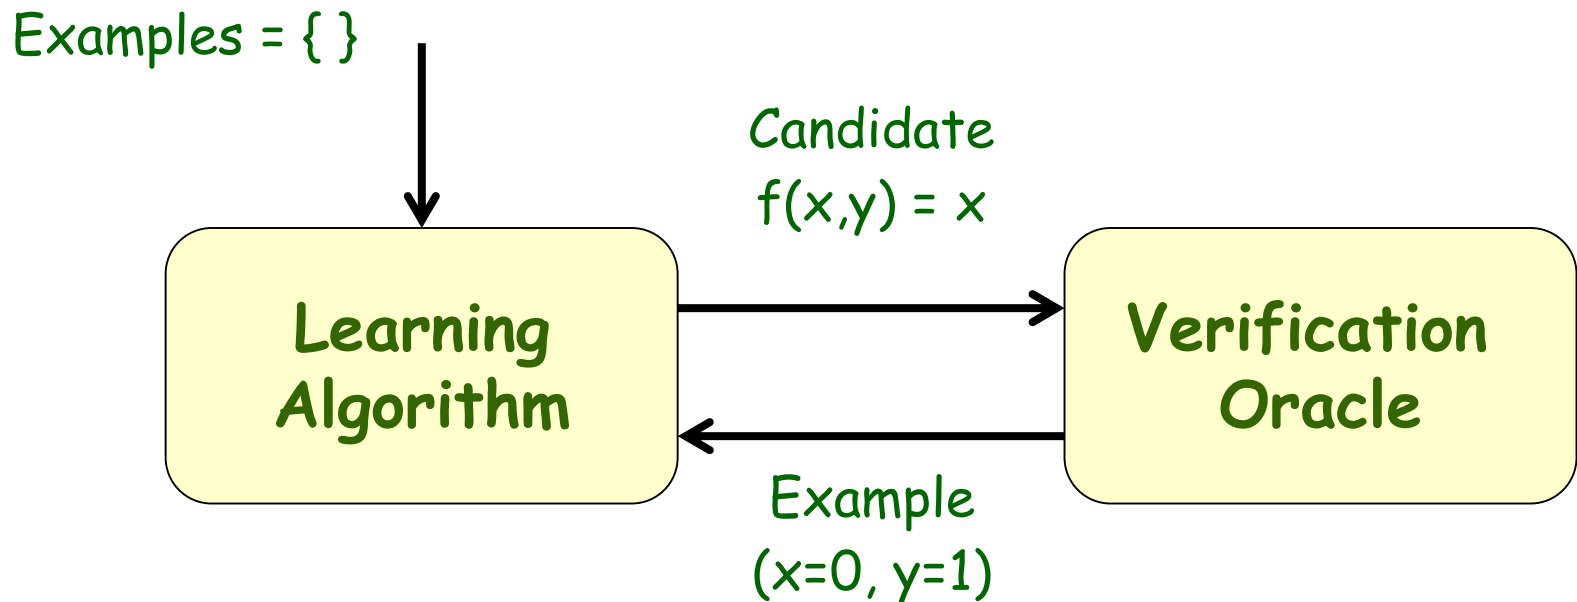 Examples = { }
Candidate
f(x,y) = x
Learning
Algorithm
Verification
Oracle
Example
(x=0, y=1)